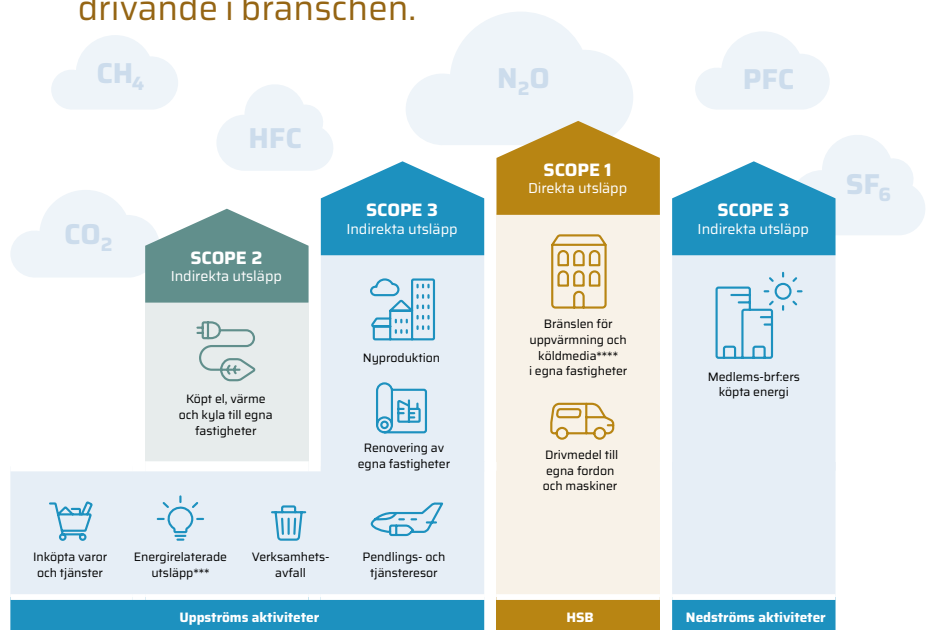 drivande i branschen.
CH₄
N₂O
PFC
HFC
SF₆
CO₂
SCOPE 2
Indirekta utsläpp
Köpt el, värme
och kyla till egna
fastigheter
SCOPE 3
Indirekta utsläpp
Nyproduktion
Renovering av
egna fastigheter
Inköpta varor
och tjänster
Energirelaterade
utsläpp***
Verksamhets-
avfall
Pendlings- och
tjänsteresor
Uppströms aktiviteter
SCOPE 1
Direkta utsläpp
Bränslen för
uppvärmning och
köldmedia****
i egna fastigheter
Drivmedel till
egna fordon
och maskiner
HSB
SCOPE 3
Indirekta utsläpp
Medlems-brf:ers
köpta energi
Nedströms aktiviteter